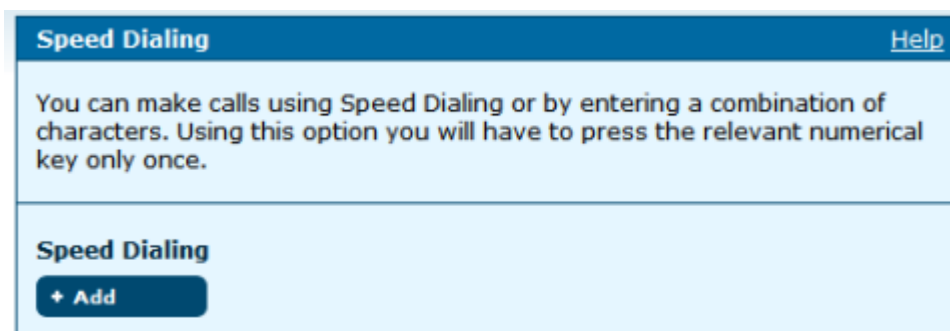 Speed Dialing Help
You can make calls using Speed Dialing or by entering a combination of
characters. Using this option you will have to press the relevant numerical
key only once.
Speed Dialing
+ Add